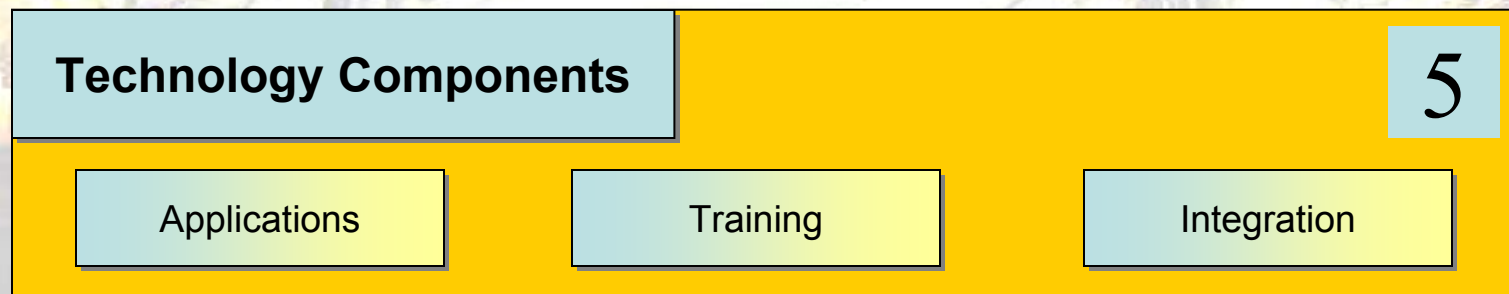 Technology Components
5
Applications
Training
Integration